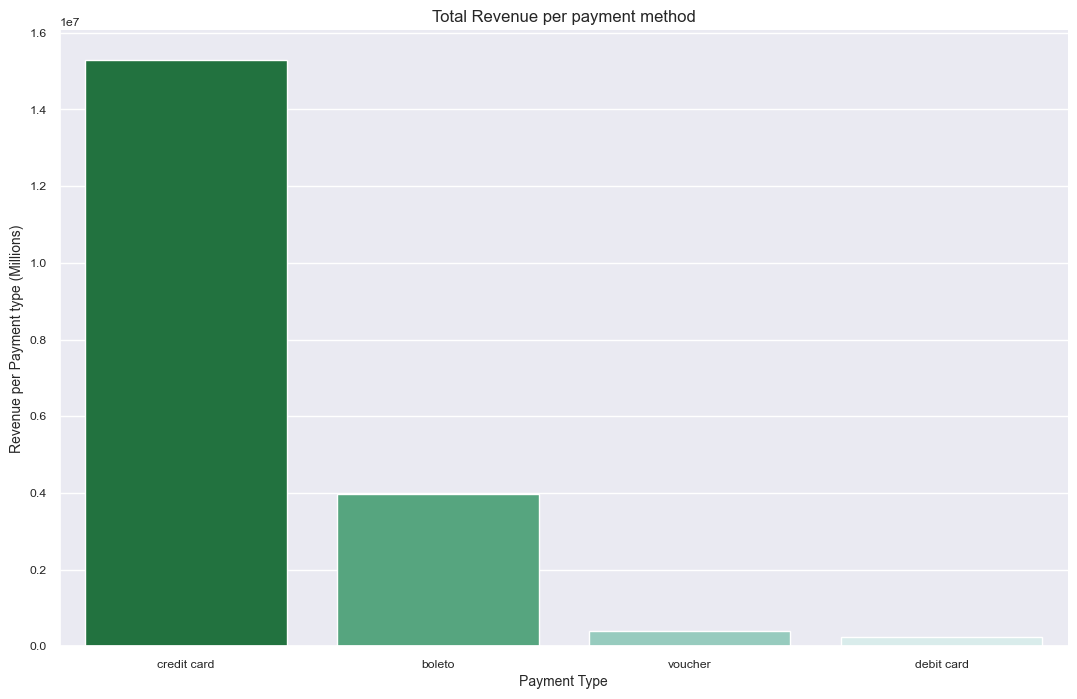 Total Revenue per payment method
1e7
1.6
1.4
1.2
1.0
0.8
0.6
0.4
0.2
0.0
Revenue per Payment type (Millions)
credit card boleto voucher debit card
Payment Type